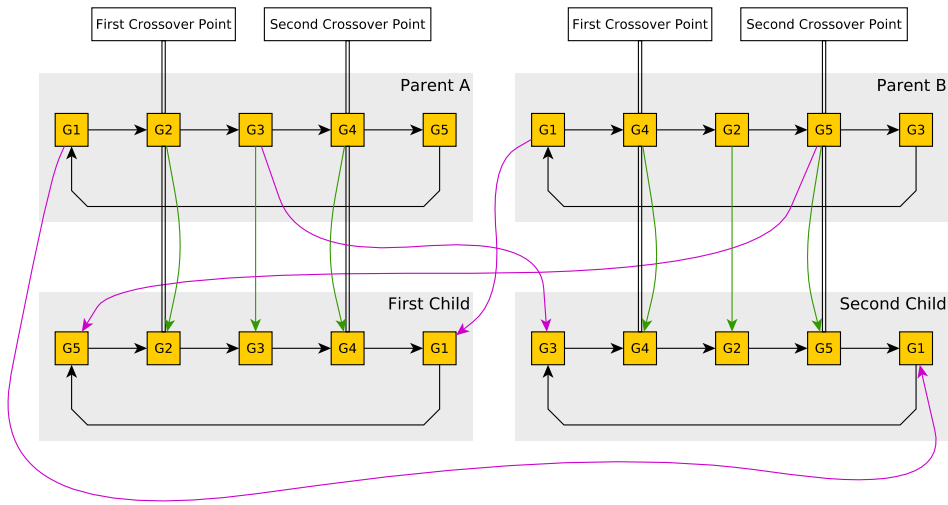 First Crossover Point
Second Crossover Point
First Crossover Point
Second Crossover Point
Parent A
Parent B
G1
G2
G3
G4
G5
G1
G4
G2
G5
G3
First Child
Second Child
G5
G2
G3
G4
G1
G3
G4
G2
G5
G1